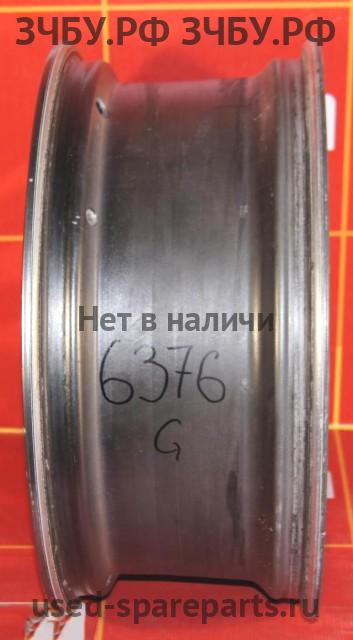 ЗЧБУ.РФ ЗЧБУ.РФ
Нет в наличи
6376
G
used-spareparts.ru